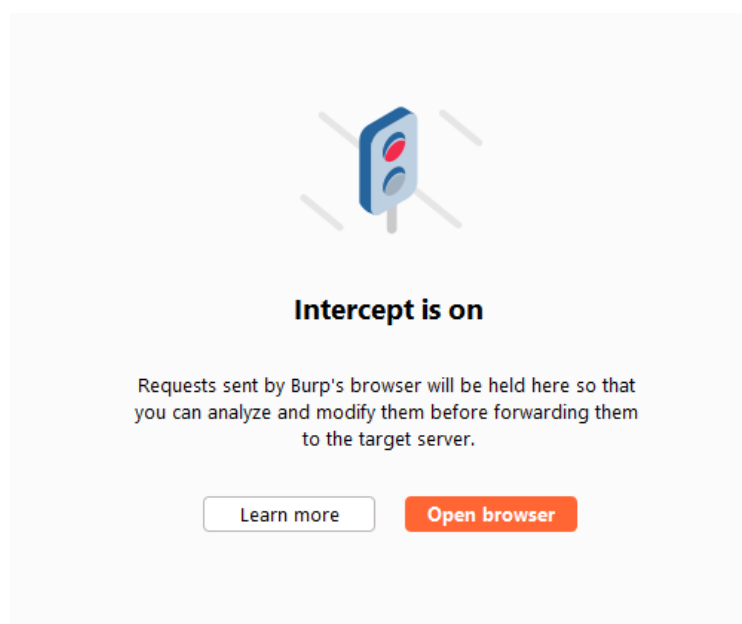 Intercept is on
Requests sent by Burp's browser will be held here so that
you can analyze and modify them before forwarding them
to the target server.
Learn more
Open browser